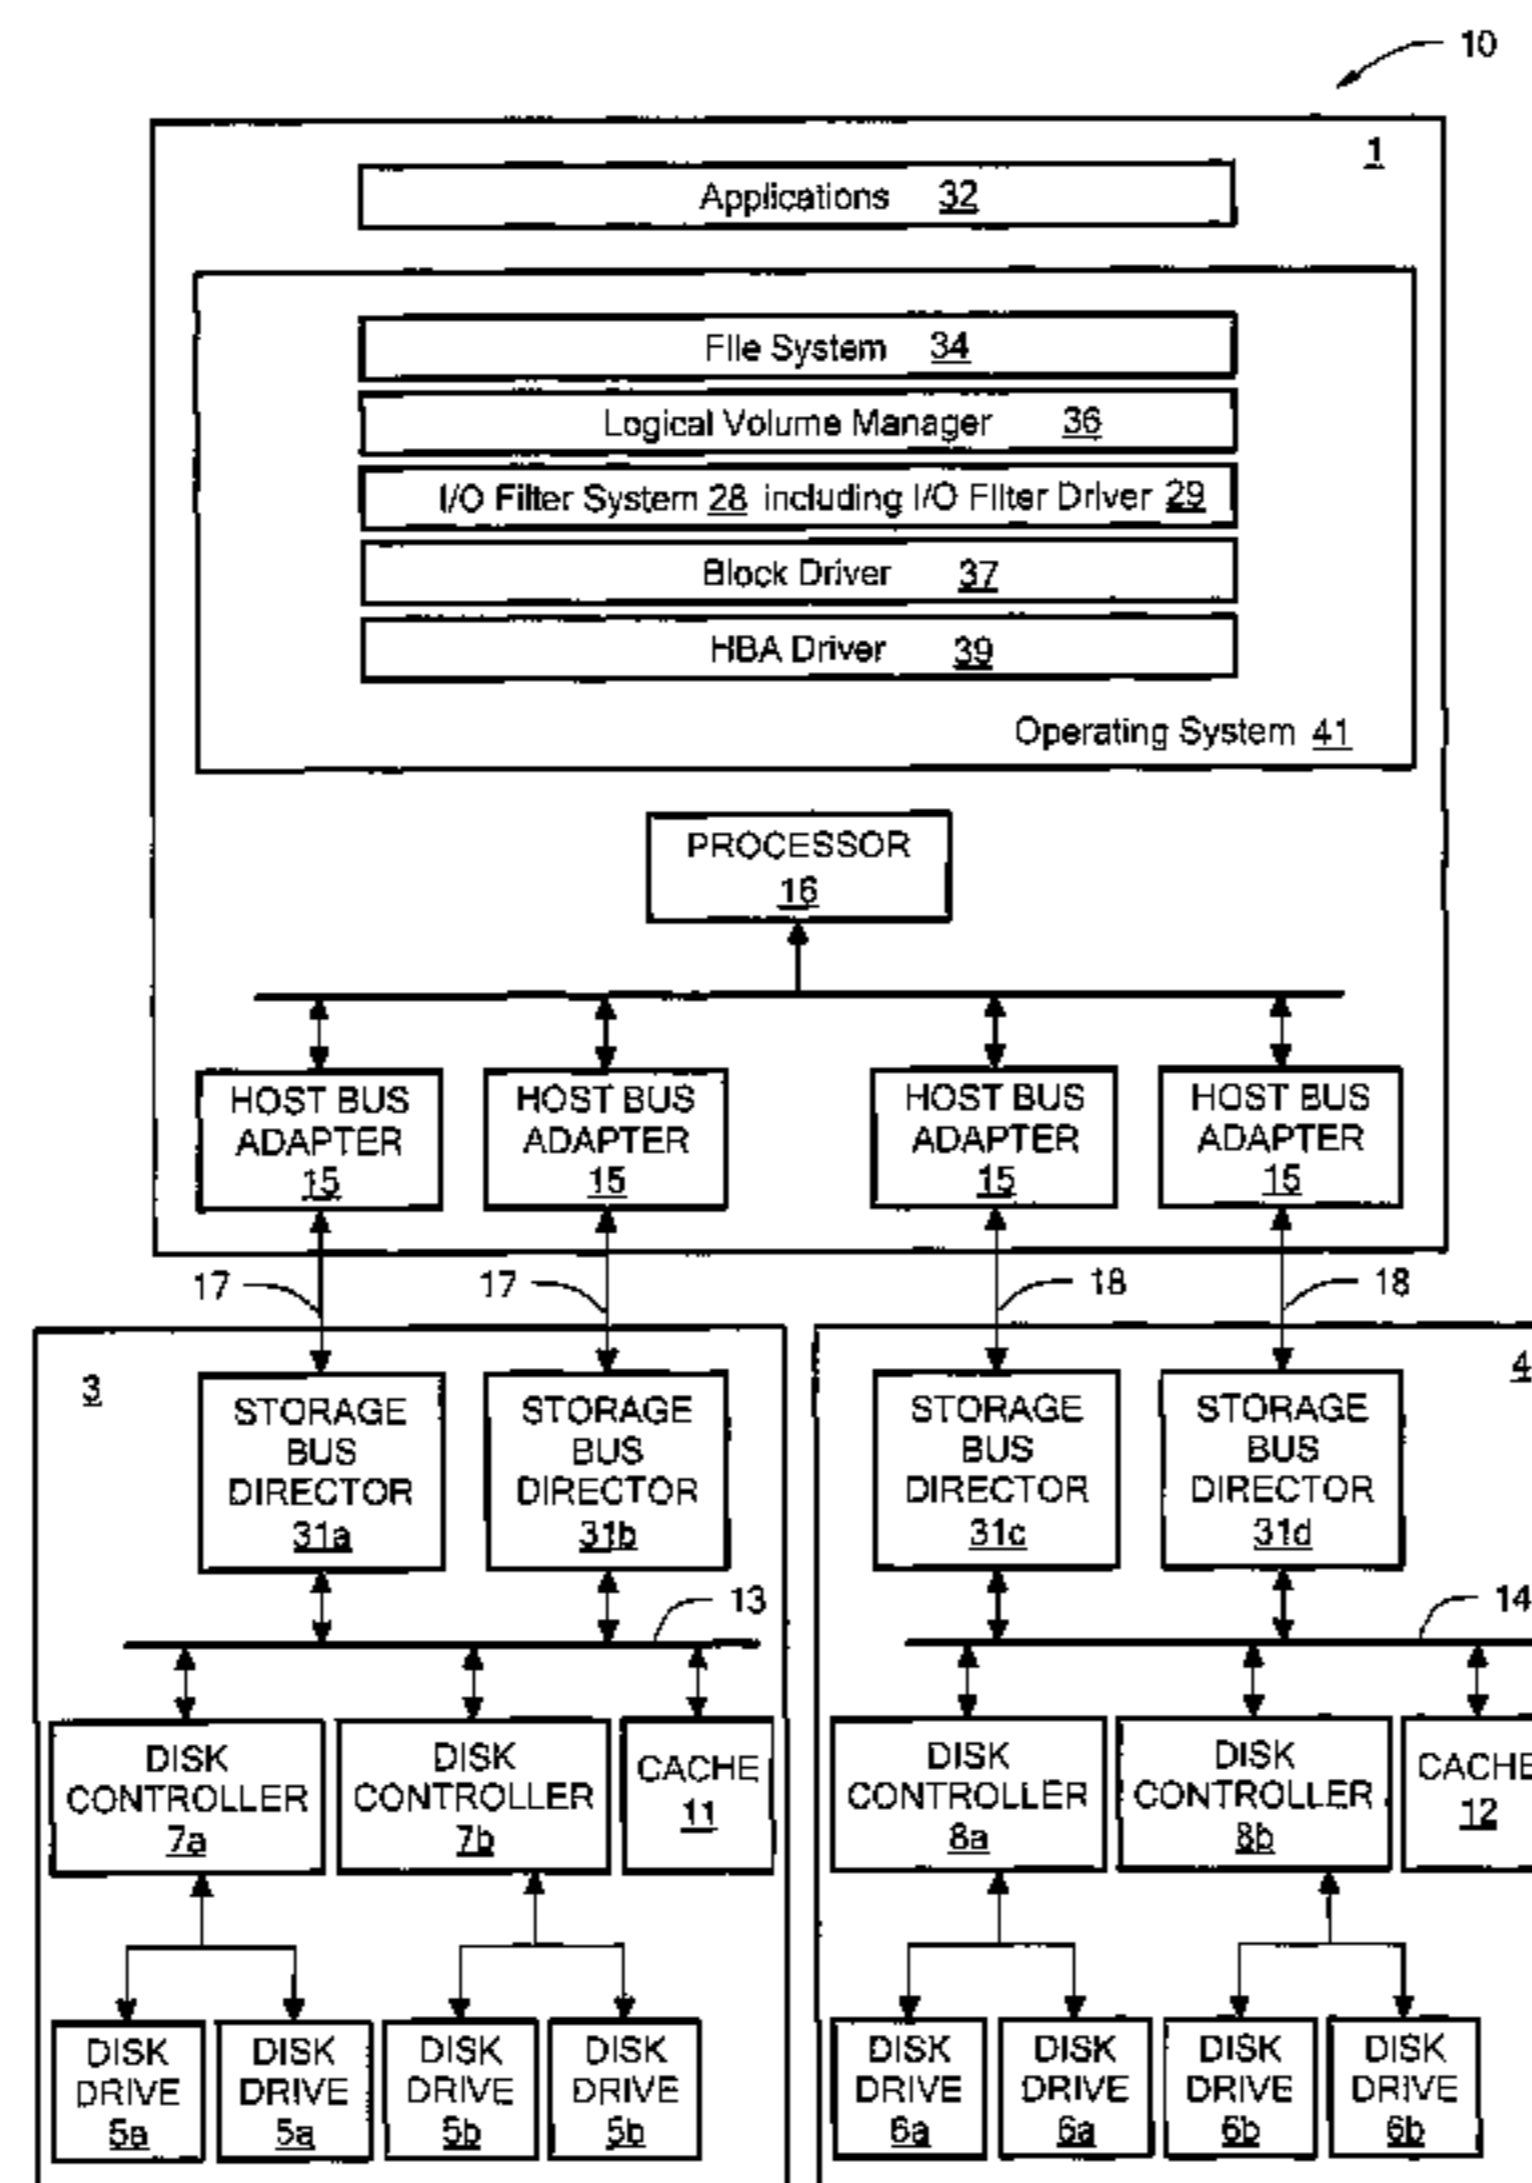 10
1
Applications 32
File System 34
Logical Volume Manager 36
I/O Filter System 28 including I/O Filter Driver 29
Block Driver 37
HBA Driver 39
Operating System 41
PROCESSOR
16
HOST BUS
ADAPTER
15
HOST BUS
ADAPTER
15
HOST BUS
ADAPTER
15
HOST BUS
ADAPTER
15
17
17
18
18
3
STORAGE
BUS
DIRECTOR
31a
STORAGE
BUS
DIRECTOR
31b
4
STORAGE
BUS
DIRECTOR
31c
STORAGE
BUS
DIRECTOR
31d
13
14
DISK
CONTROLLER
7a
DISK
CONTROLLER
7b
CACHE
11
DISK
CONTROLLER
8a
DISK
CONTROLLER
8b
CACHE
12
DISK
DRIVE
5a
DISK
DRIVE
5a
DISK
DRIVE
5b
DISK
DRIVE
5b
DISK
DRIVE
6a
DISK
DRIVE
6a
DISK
DRIVE
6b
DISK
DRIVE
6b